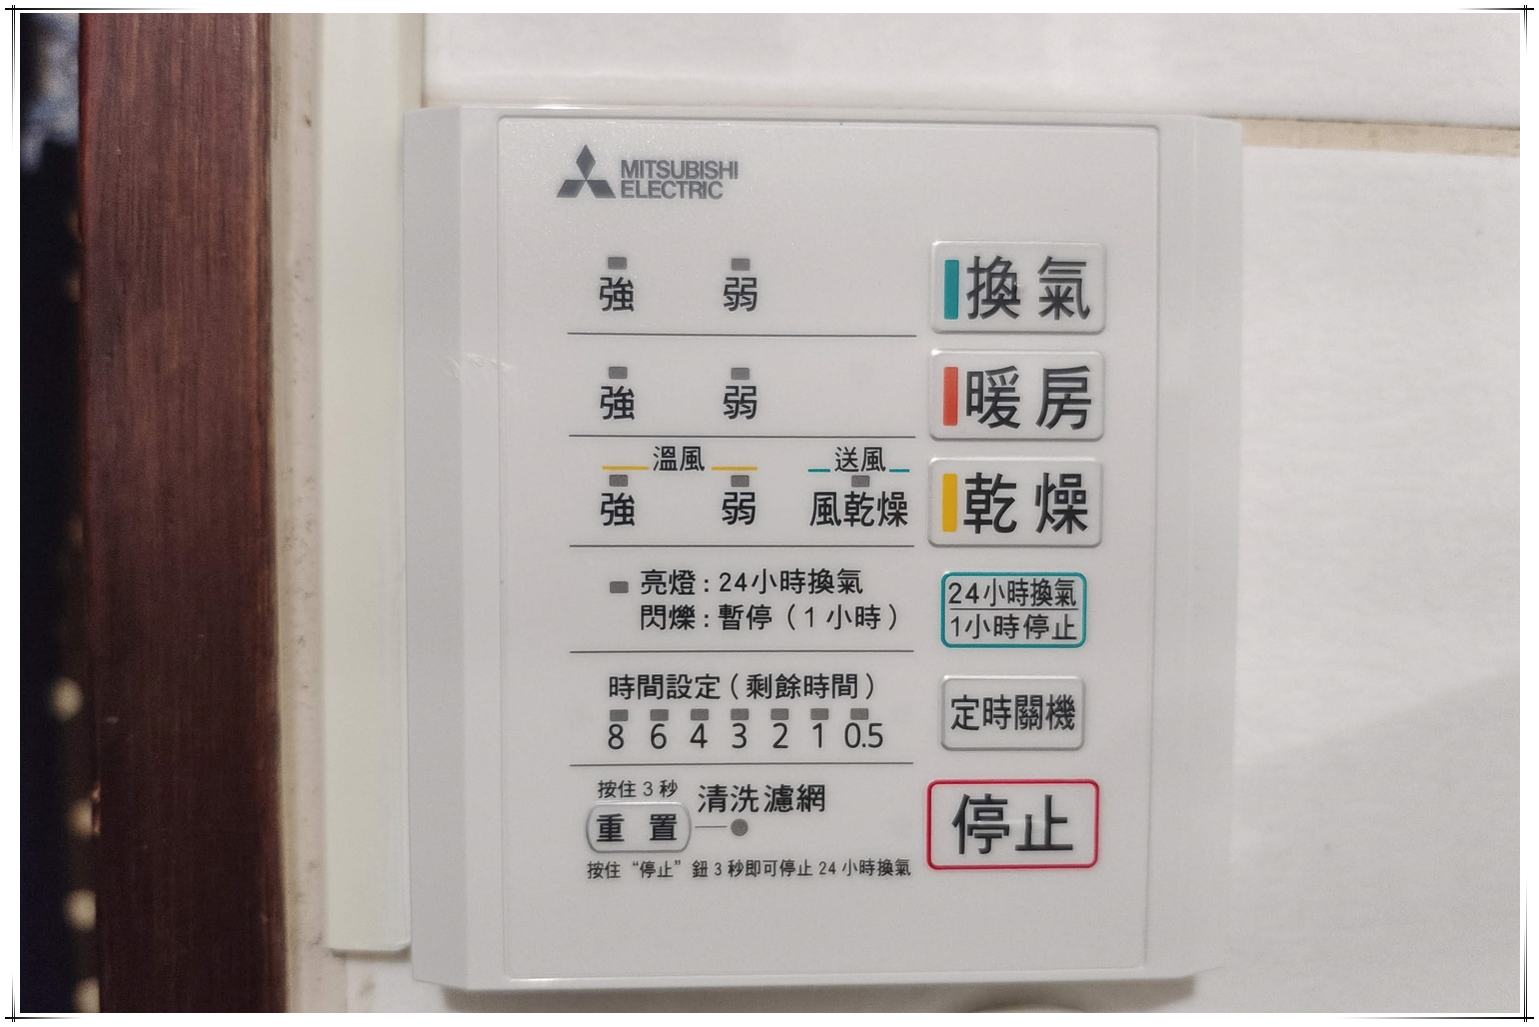 MITSUBISHI
ELECTRIC
強 弱 換氣
強 弱 暖房
溫風 送風
強 弱 風乾燥 乾燥
亮燈：24小時換氣
閃爍：暫停（1小時）
24小時換氣
1小時停止
時間設定（剩餘時間）
8 6 4 3 2 1 0.5
定時關機
按住3秒
重置 清洗濾網
停止
按住“停止”鈕3秒即可停止24小時換氣